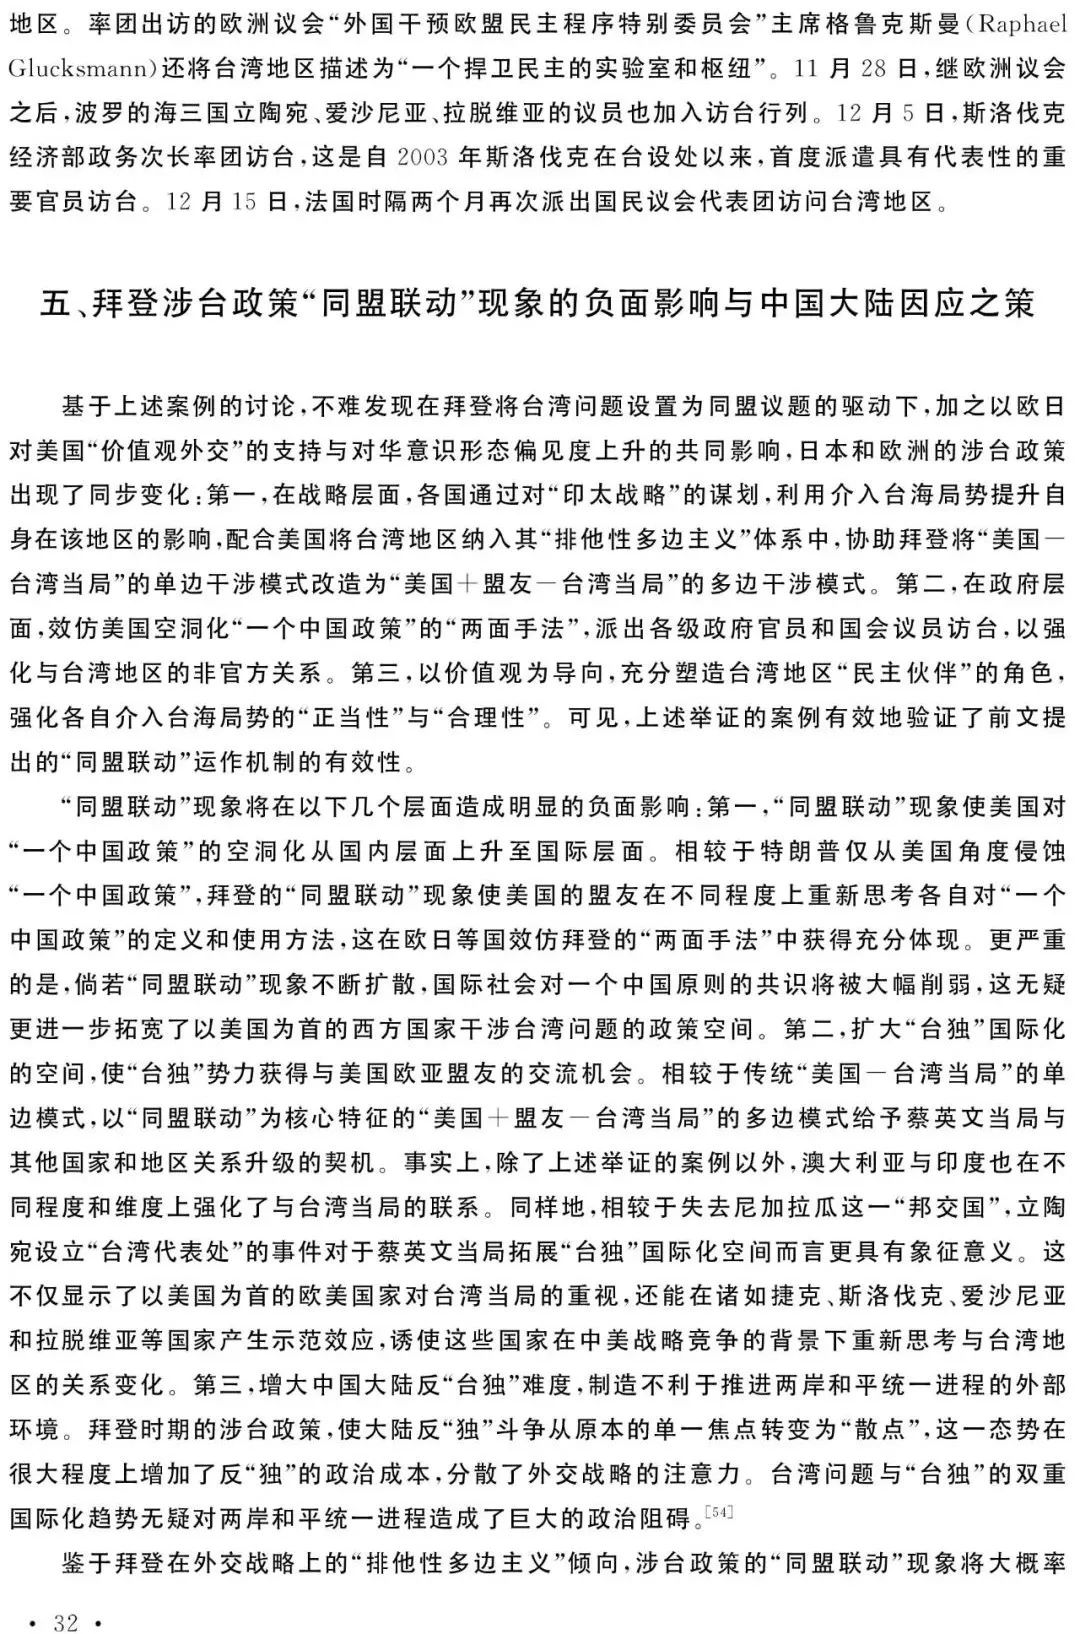 地区。率团出访的欧洲议会“外国干预欧盟民主程序特别委员会”主席格鲁克斯曼(Raphael
Glucksmann)还将台湾地区描述为“一个捍卫民主的实验室和枢纽”。11月28日,继欧洲议会
之后,波罗的海三国立陶宛、爱沙尼亚、拉脱维亚的议员也加入访台行列。12月5日,斯洛伐克
经济部政务次长率团访台,这是自2003年斯洛伐克在台设处以来,首度派遣具有代表性的重
要官员访台。12月15日,法国时隔两个月再次派出国民议会代表团访问台湾地区。
五、拜登涉台政策“同盟联动”现象的负面影响与中国大陆因应之策
基于上述案例的讨论,不难发现在拜登将台湾问题设置为同盟议题的驱动下,加之以欧日
对美国“价值观外交”的支持与对华意识形态偏见度上升的共同影响,日本和欧洲的涉台政策
出现了同步变化:第一,在战略层面,各国通过对“印太战略”的谋划,利用介入台海局势提升自
身在该地区的影响,配合美国将台湾地区纳入其“排他性多边主义”体系中,协助拜登将“美国—
台湾当局”的单边干涉模式改造为“美国+盟友—台湾当局”的多边干涉模式。第二,在政府层
面,效仿美国空洞化“一个中国政策”的“两面手法”,派出各级政府官员和国会议员访台,以强
化与台湾地区的非官方关系。第三,以价值观为导向,充分塑造台湾地区“民主伙伴”的角色,
强化各自介入台海局势的“正当性”与“合理性”。可见,上述举证的案例有效地验证了前文提
出的“同盟联动”运作机制的有效性。
“同盟联动”现象将在以下几个层面造成明显的负面影响:第一,“同盟联动”现象使美国对
“一个中国政策”的空洞化从国内层面上升至国际层面。相较于特朗普仅从美国角度侵蚀
“一个中国政策”,拜登的“同盟联动”现象使美国的盟友在不同程度上重新思考各自对“一个
中国政策”的定义和使用方法,这在欧日等国效仿拜登的“两面手法”中获得充分体现。更严重
的是,倘若“同盟联动”现象不断扩散,国际社会对一个中国原则的共识将被大幅削弱,这无疑
更进一步拓宽了以美国为首的西方国家干涉台湾问题的政策空间。第二,扩大“台独”国际化
的空间,使“台独”势力获得与美国欧亚盟友的交流机会。相较于传统“美国—台湾当局”的单
边模式,以“同盟联动”为核心特征的“美国+盟友—台湾当局”的多边模式给予蔡英文当局与
其他国家和地区关系升级的契机。事实上,除了上述举证的案例以外,澳大利亚与印度也在不
同程度和维度上强化了与台湾当局的联系。同样地,相较于失去尼加拉瓜这一“邦交国”,立陶
宛设立“台湾代表处”的事件对于蔡英文当局拓展“台独”国际化空间而言更具有象征意义。这
不仅显示了以美国为首的欧美国家对台湾当局的重视,还能在诸如捷克、斯洛伐克、爱沙尼亚
和拉脱维亚等国家产生示范效应,诱使这些国家在中美战略竞争的背景下重新思考与台湾地
区的关系变化。第三,增大中国大陆反“台独”难度,制造不利于推进两岸和平统一进程的外部
环境。拜登时期的涉台政策,使大陆反“独”斗争从原本的单一焦点转变为“散点”,这一态势在
很大程度上增加了反“独”的政治成本,分散了外交战略的注意力。台湾问题与“台独”的双重
国际化趋势无疑对两岸和平统一进程造成了巨大的政治阻碍。[54]
鉴于拜登在外交战略上的“排他性多边主义”倾向,涉台政策的“同盟联动”现象将大概率
· 32 ·